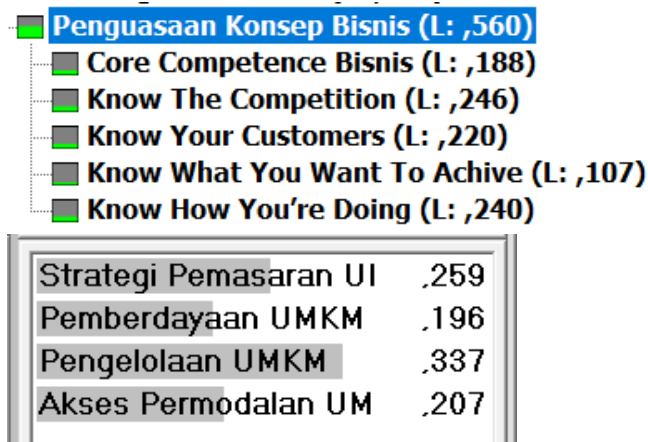 Penguasaan Konsep Bisnis (L: ,560)
Core Competence Bisnis (L: ,188)
Know The Competition (L: ,246)
Know Your Customers (L: ,220)
Know What You Want To Achive (L: ,107)
Know How You're Doing (L: ,240)
Strategi Pemasaran UI ,259
Pemberdayaan UMKM ,196
Pengelolaan UMKM ,337
Akses Permodalan UM ,207